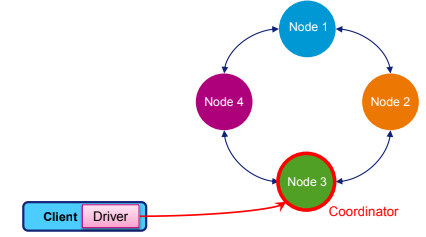 Node 1
Node 4
Node 2
Node 3
Coordinator
Client Driver